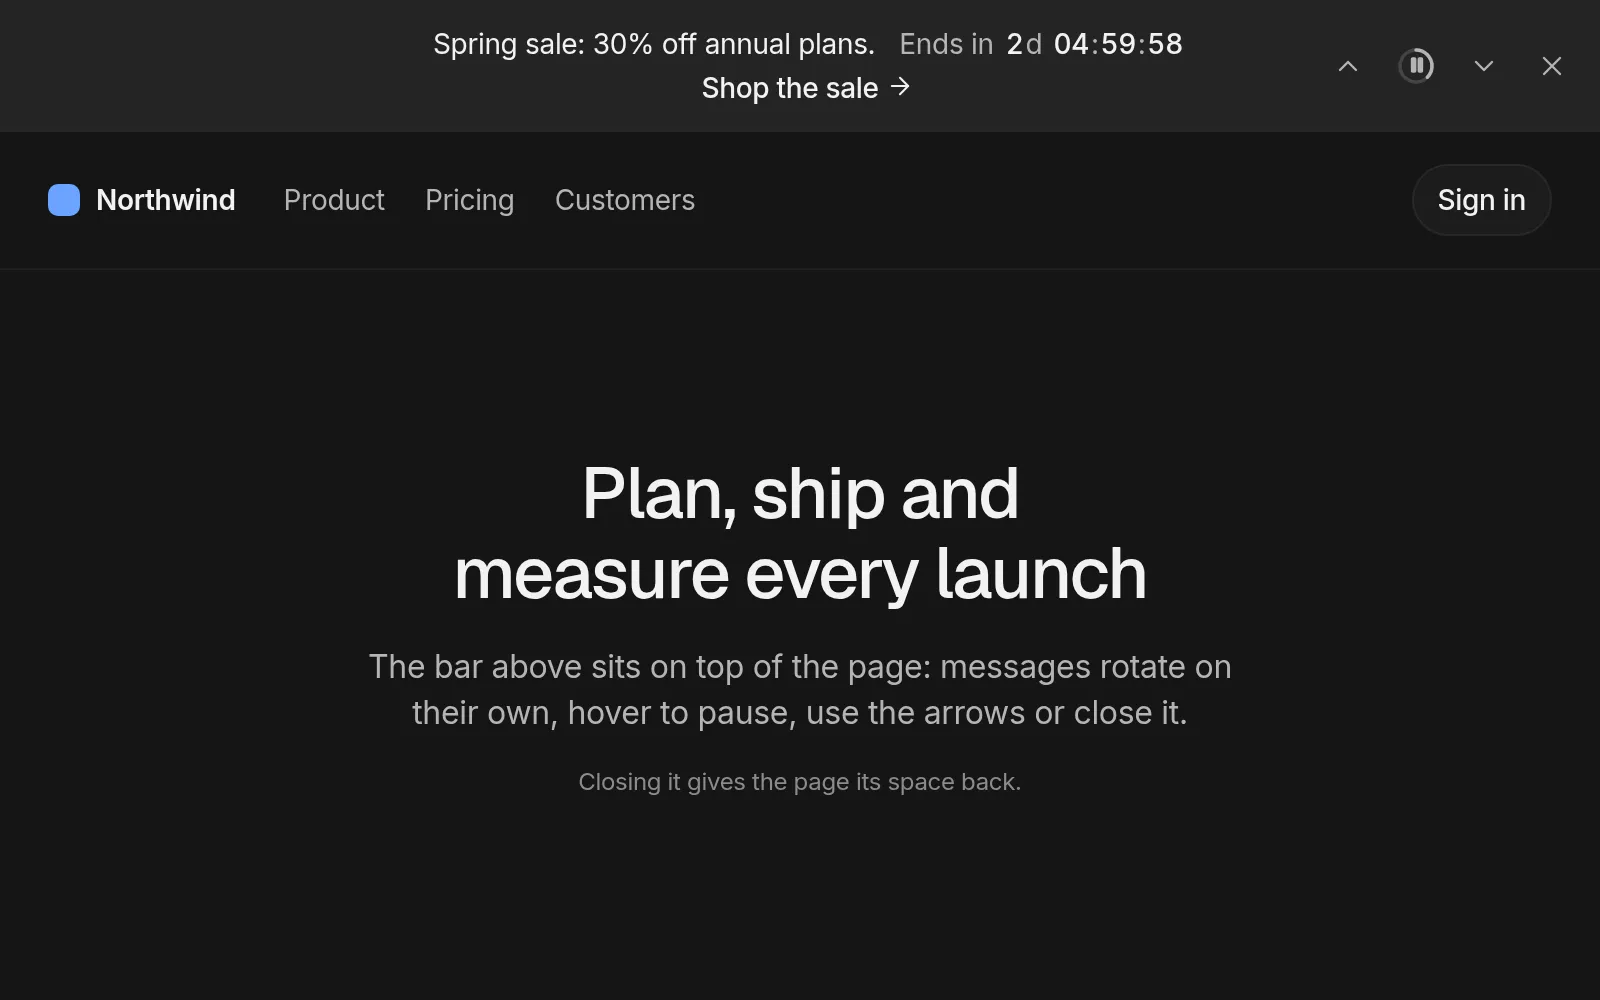 Spring sale: 30% off annual plans. Ends in 2d 04:59:58
Shop the sale →
Northwind Product Pricing Customers Sign in
Plan, ship and
measure every launch
The bar above sits on top of the page: messages rotate on
their own, hover to pause, use the arrows or close it.
Closing it gives the page its space back.